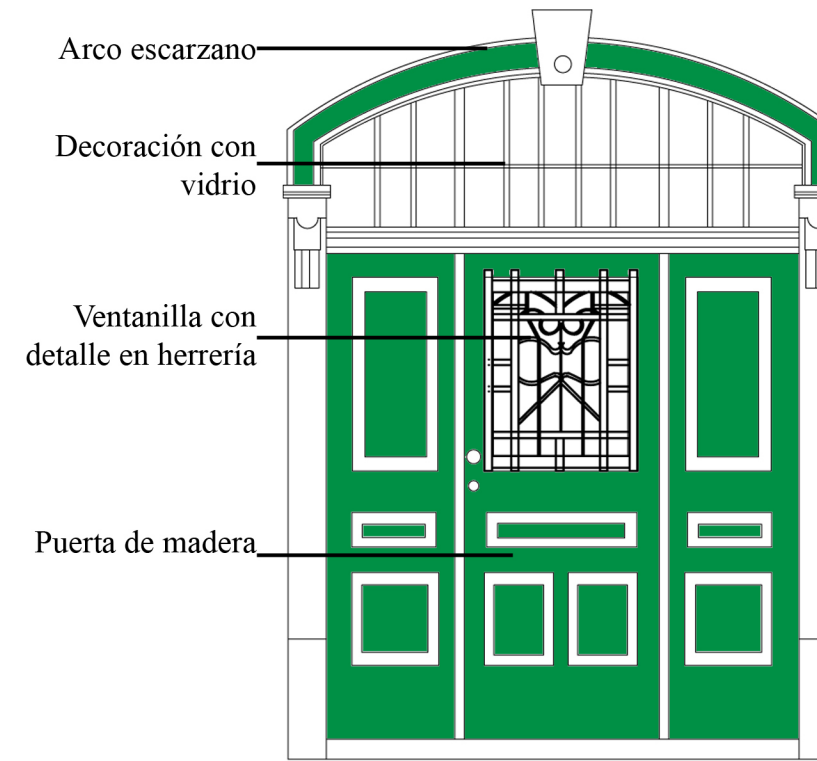 Arco escarzano
Decoración con
vidrio
Ventanilla con
detalle en herrería
Puerta de madera